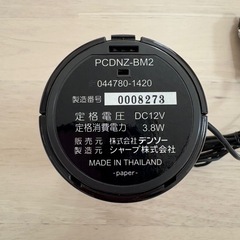 PCDNZ-BM2
044780-1420
製造番号 0008273
定格電圧 DC12V
定格消費電力 3.8W
販売元 株式会社デンソー
製造元 シャープ株式会社
MADE IN THAILAND
-paper-